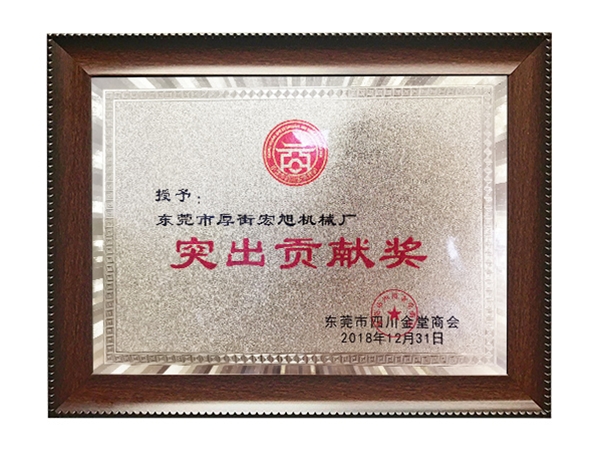 授予：
东莞市厚街宏旭机械厂
突出贡献奖
东莞市四川金堂商会
2018年12月31日